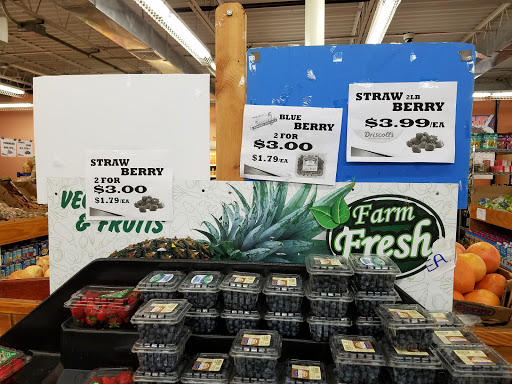 STRAW
BERRY
2 FOR
$3.00
$1.79/EA
BLUE
BERRY
2 FOR
$3.00
$1.79/EA
STRAW 2LB
BERRY
$3.99/EA
Driscoll's
VE
& FRUITS
Farm
Fresh